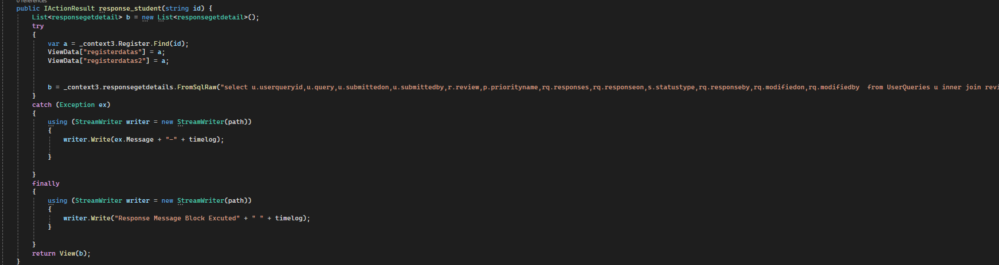 0 references
public IActionResult response_student(string id) {
List<responsegetdetail> b = new List<responsegetdetail>();
try
{
var a = _context3.Register.Find(id);
ViewData["registerdatas"] = a;
ViewData["registerdatas2"] = a;
b = _context3.responsegetdetails.FromSqlRaw("select u.userqueryid,u.query,u.submittedon,u.submittedby,r.review,p.priorityname,rq.responses,rq.responseon,s.statustype,rq.responseby,rq.modifiedon,rq.modifiedby  from UserQueries u inner join revi
}
catch (Exception ex)
{
using (StreamWriter writer = new StreamWriter(path))
{
writer.Write(ex.Message + "-" + timelog);
}
}
finally
{
using (StreamWriter writer = new StreamWriter(path))
{
writer.Write("Response Message Block Excuted" + " " + timelog);
}
}
return View(b);
}